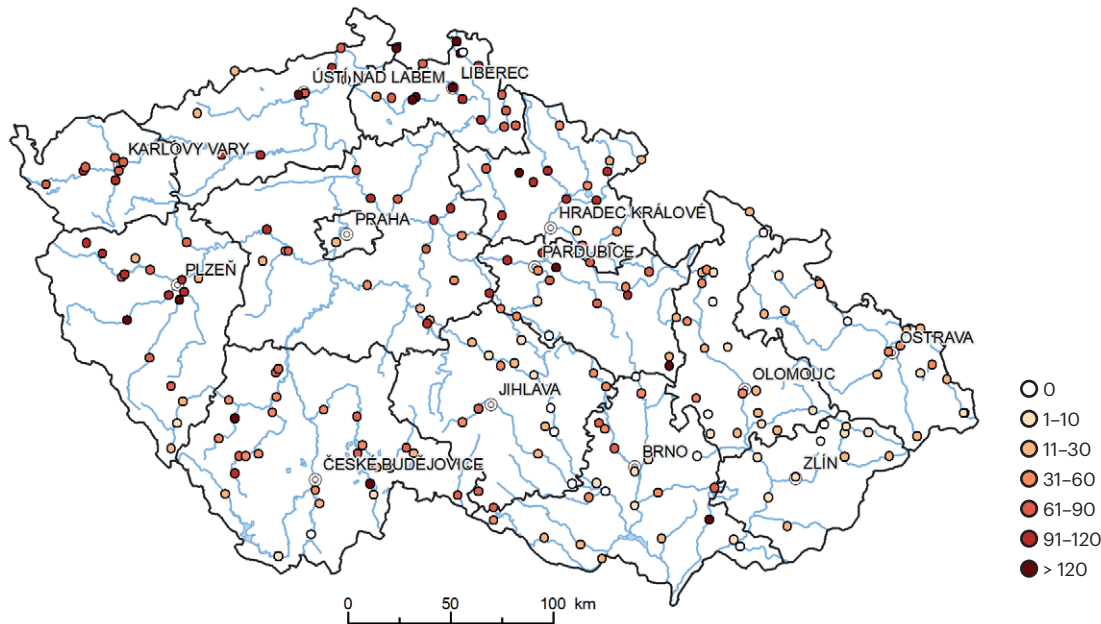 ÚSTÍ NAD LABEM
LIBEREC
KARLOVY VARY
PRAHA
HRADEC KRÁLOVÉ
PARDUBICE
PLZEŇ
OSTRAVA
OLOMOUC
JIHLAVA
BRNO
ZLÍN
ČESKÉ BUDĚJOVICE
0
1–10
11–30
31–60
61–90
91–120
> 120
0 50 100 km